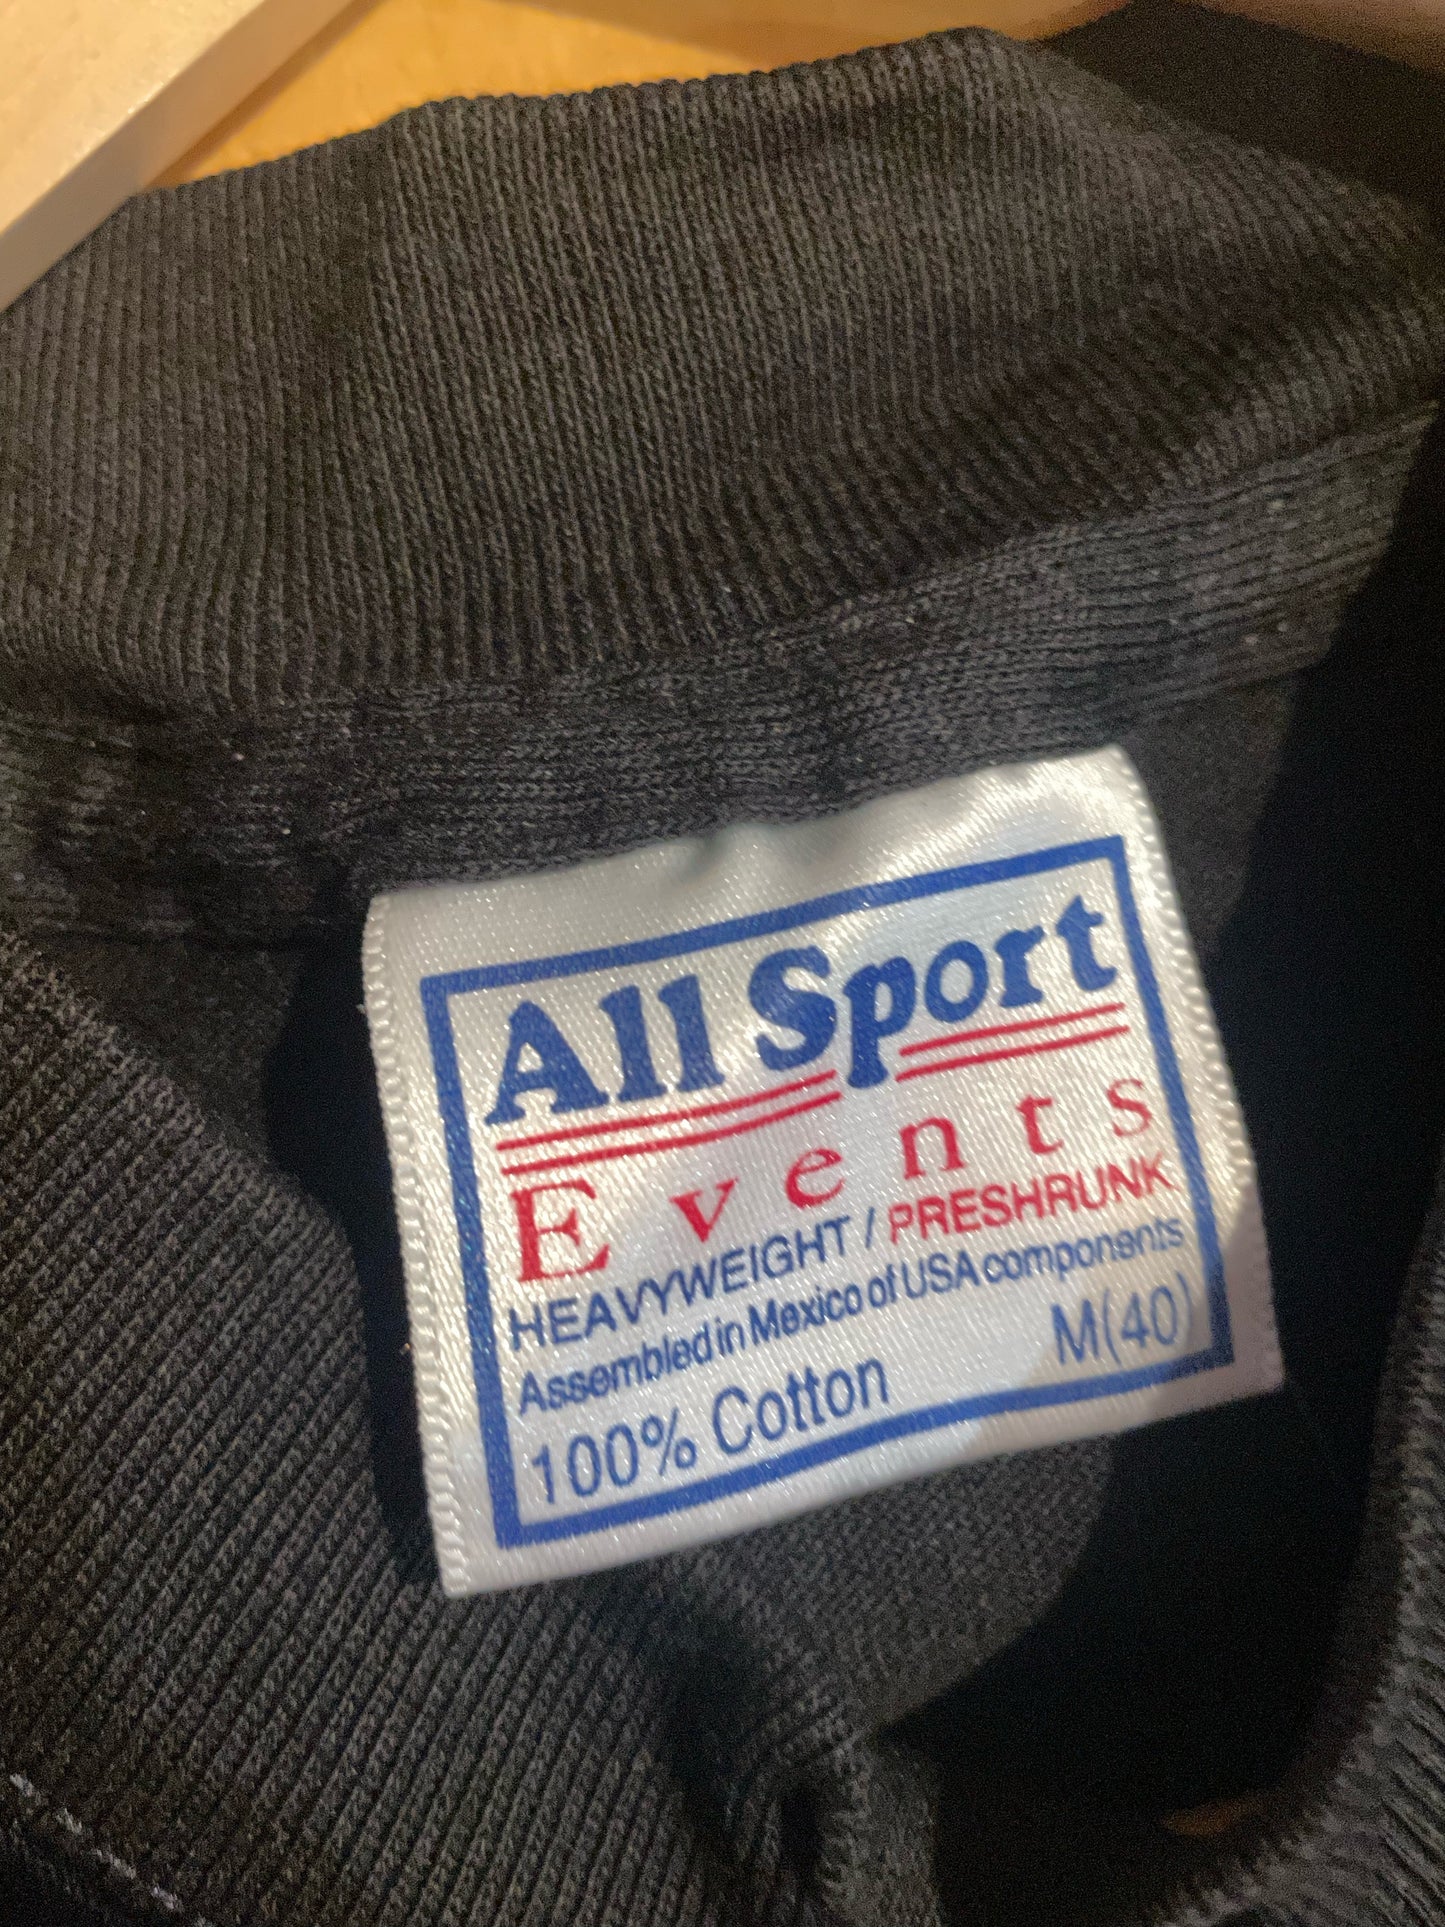 All Sport
Events
HEAVYWEIGHT / PRESHRUNK
Assembled in Mexico of USA components
M(40)
100% Cotton